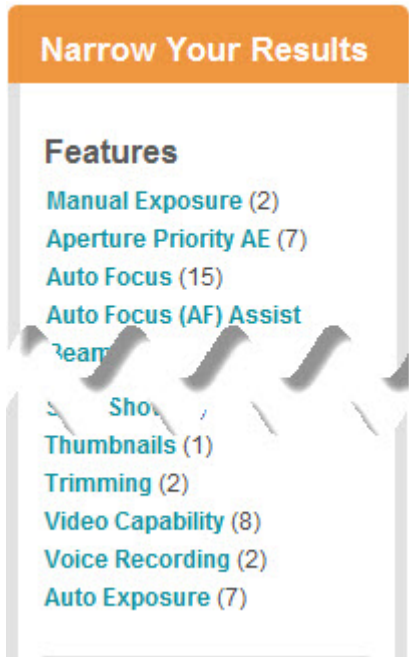 Narrow Your Results
Features
Manual Exposure (2)
Aperture Priority AE (7)
Auto Focus (15)
Auto Focus (AF) Assist
Beam
Thumbnails (1)
Trimming (2)
Video Capability (8)
Voice Recording (2)
Auto Exposure (7)